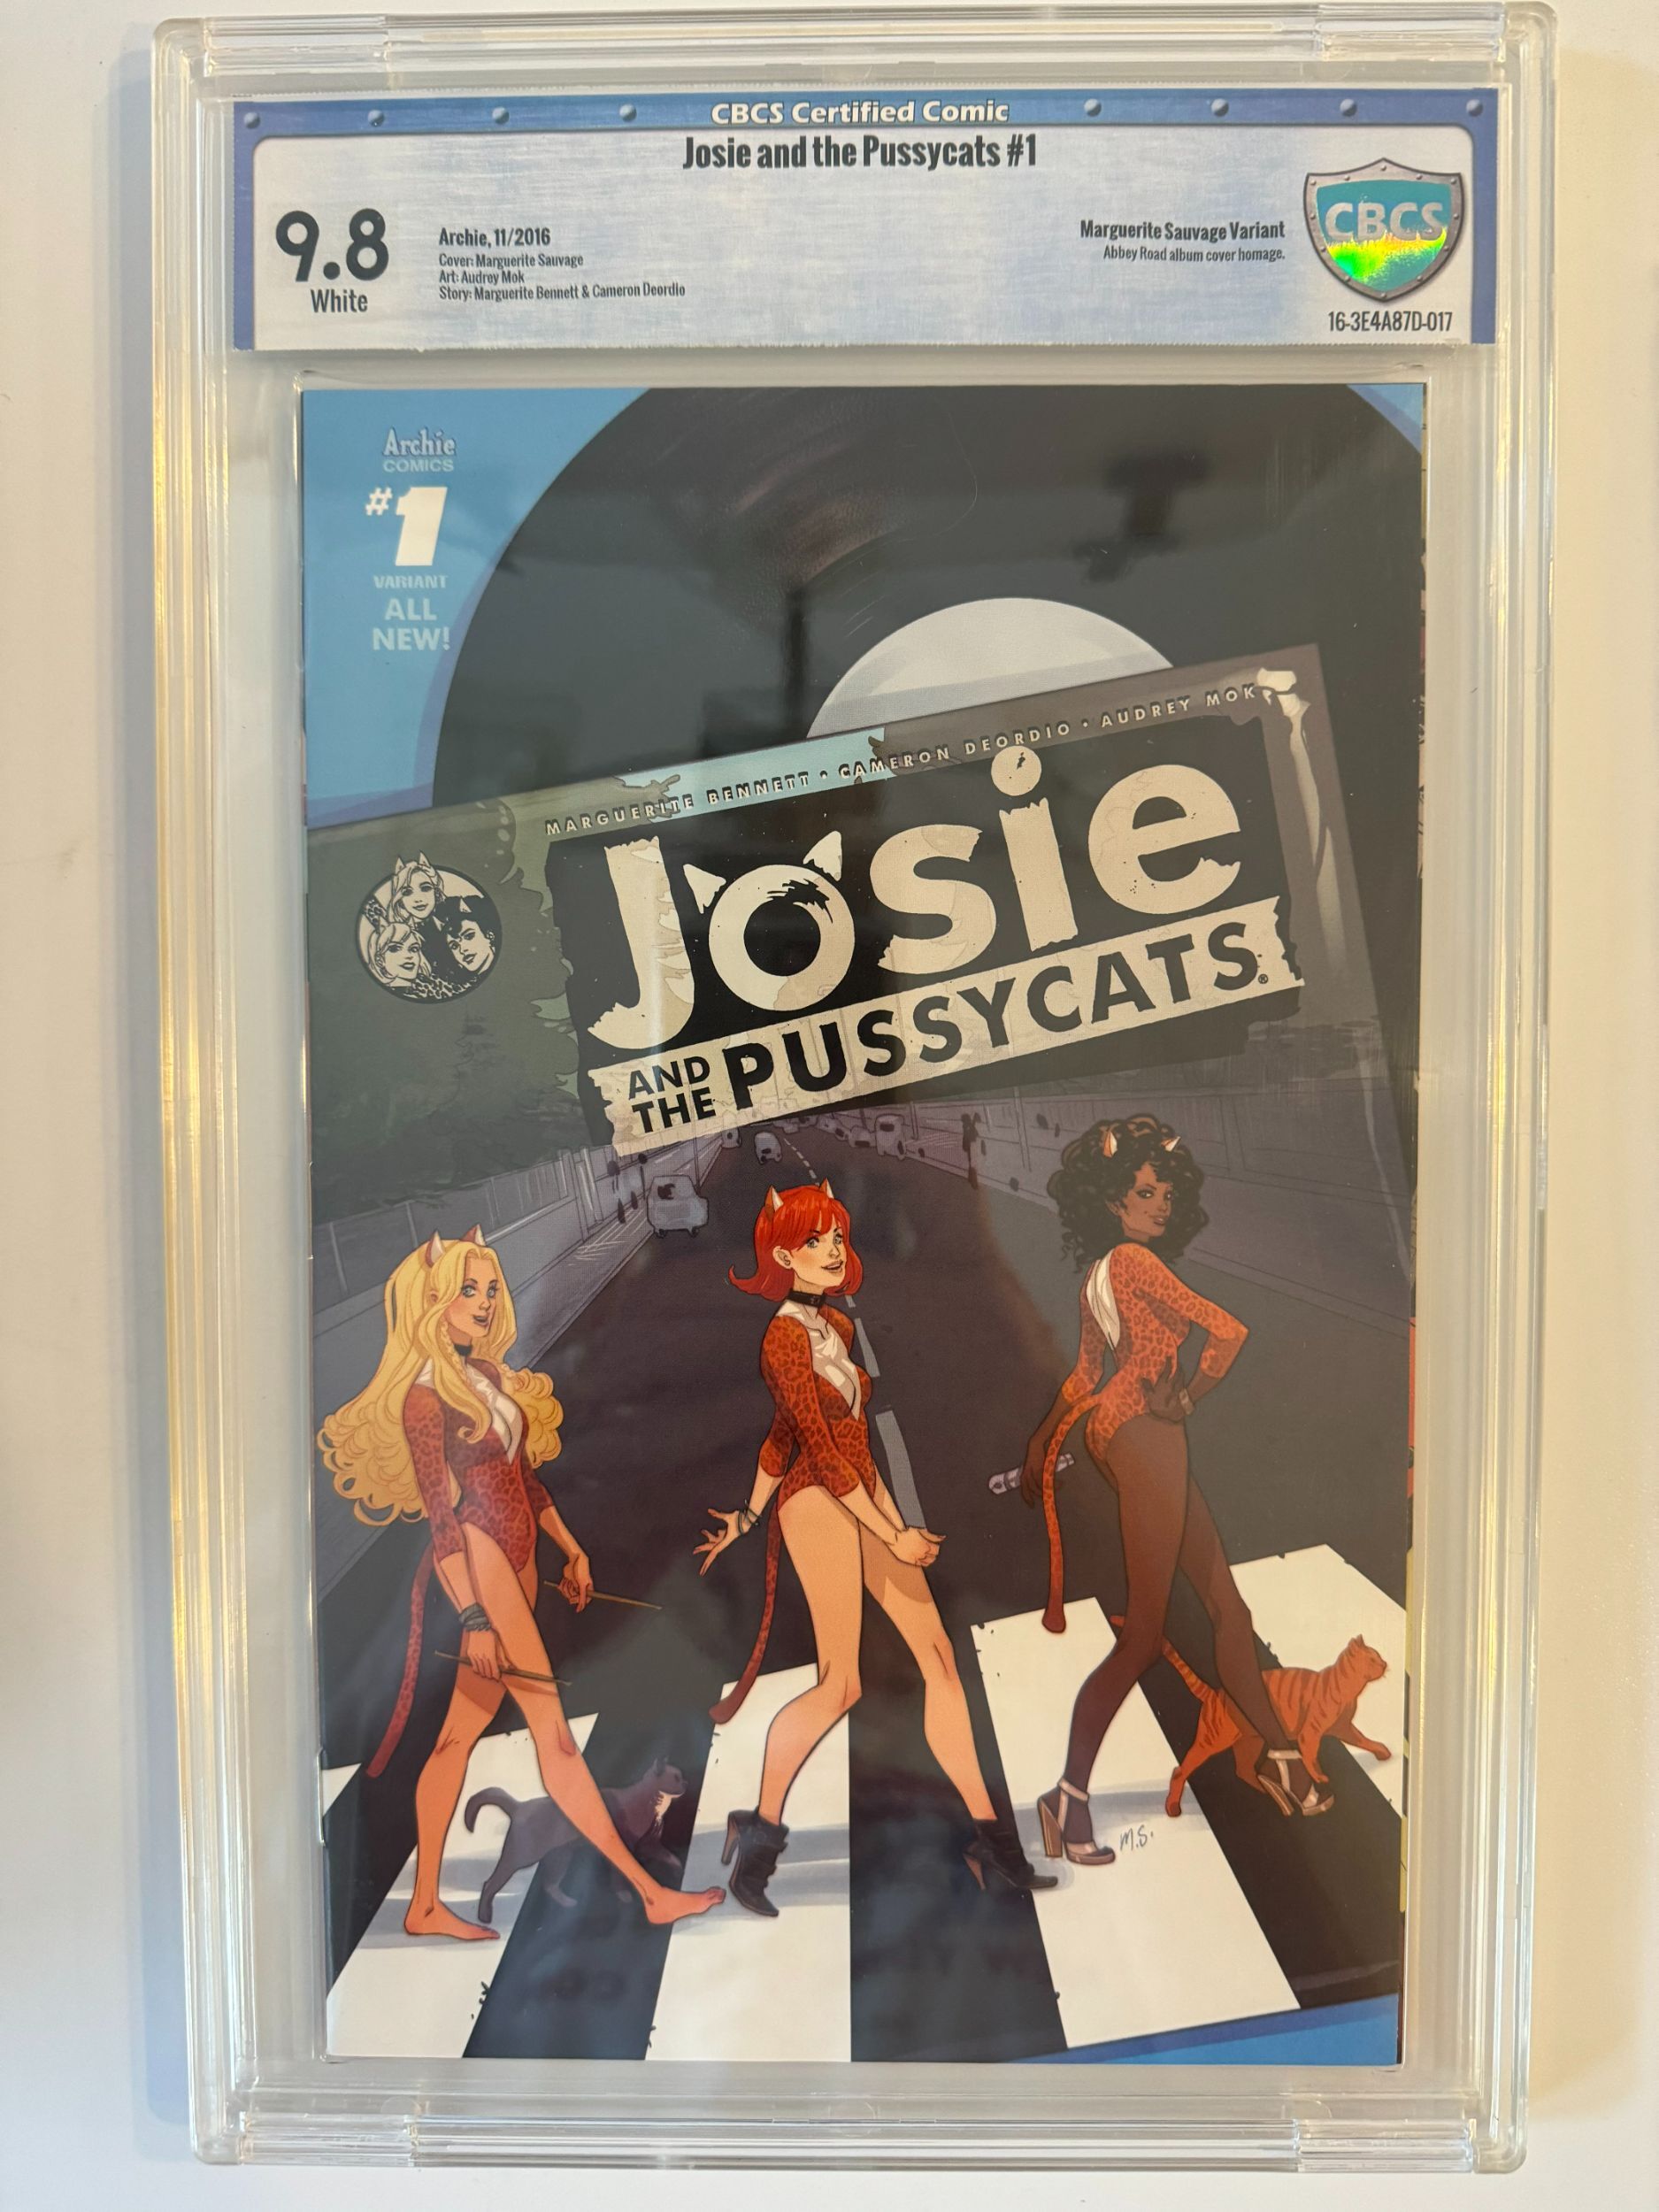 CBCS Certified Comic
Josie and the Pussycats #1
9.8
White
Archie, 11/2016
Cover: Marguerite Sauvage
Art: Audrey Mok
Story: Marguerite Bennett & Cameron Deordio
Marguerite Sauvage Variant
Abbey Road album cover homage.
CBCS
16-3E4A87D-017
Archie
COMICS
#1
VARIANT
ALL
NEW!
MARGUERITE BENNETT • CAMERON DEORDIO • AUDREY MOK
Josie
AND THE PUSSYCATS®
M.S.